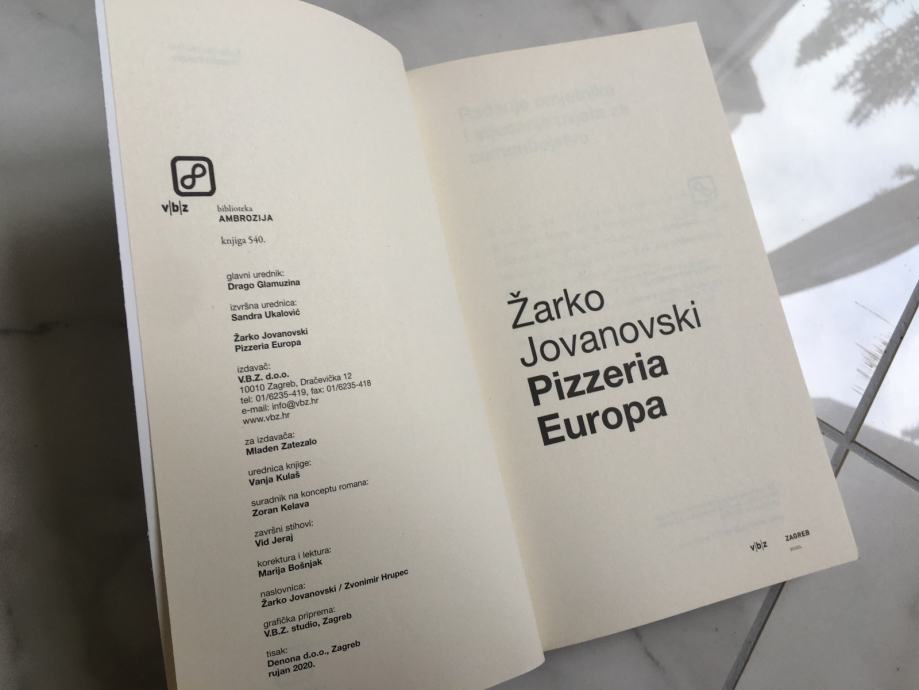 v|b|z
biblioteka
AMBROZIJA
knjiga 540.
glavni urednik:
Drago Glamuzina
izvršna urednica:
Sandra Ukalović
Žarko Jovanovski
Pizzeria Europa
izdavač:
V.B.Z. d.o.o.
10010 Zagreb, Dračevička 12
tel: 01/6235-419, fax: 01/6235-418
e-mail: info@vbz.hr
www.vbz.hr
za izdavača:
Mladen Zatezalo
urednica knjige:
Vanja Kulaš
suradnik na konceptu romana:
Zoran Kelava
završni stihovi:
Vid Jeraj
korektura i lektura:
Marija Bošnjak
naslovnica:
Žarko Jovanovski / Zvonimir Hrupec
grafička priprema:
V.B.Z. studio, Zagreb
tisak:
Denona d.o.o., Zagreb
rujan 2020.
Žarko
Jovanovski
Pizzeria
Europa
v|b|z
ZAGREB